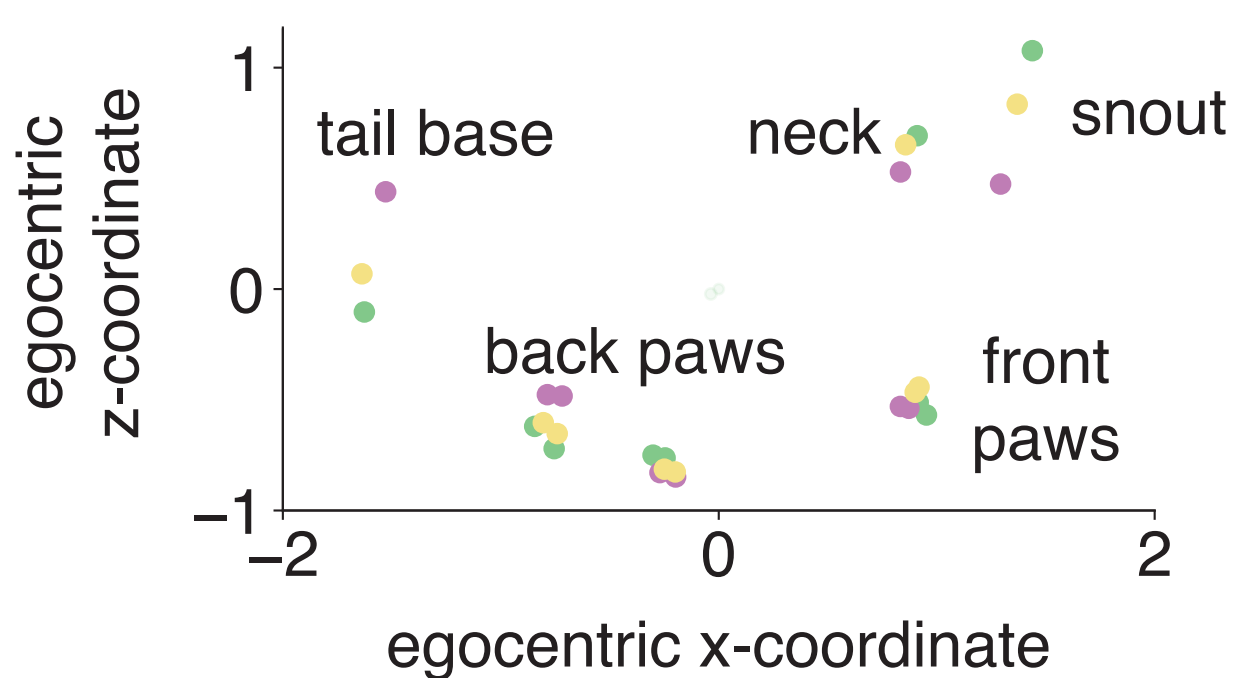 egocentric
z-coordinate
1
0
−1
tail base
neck
snout
back paws
front
paws
−2
0
2
egocentric x-coordinate